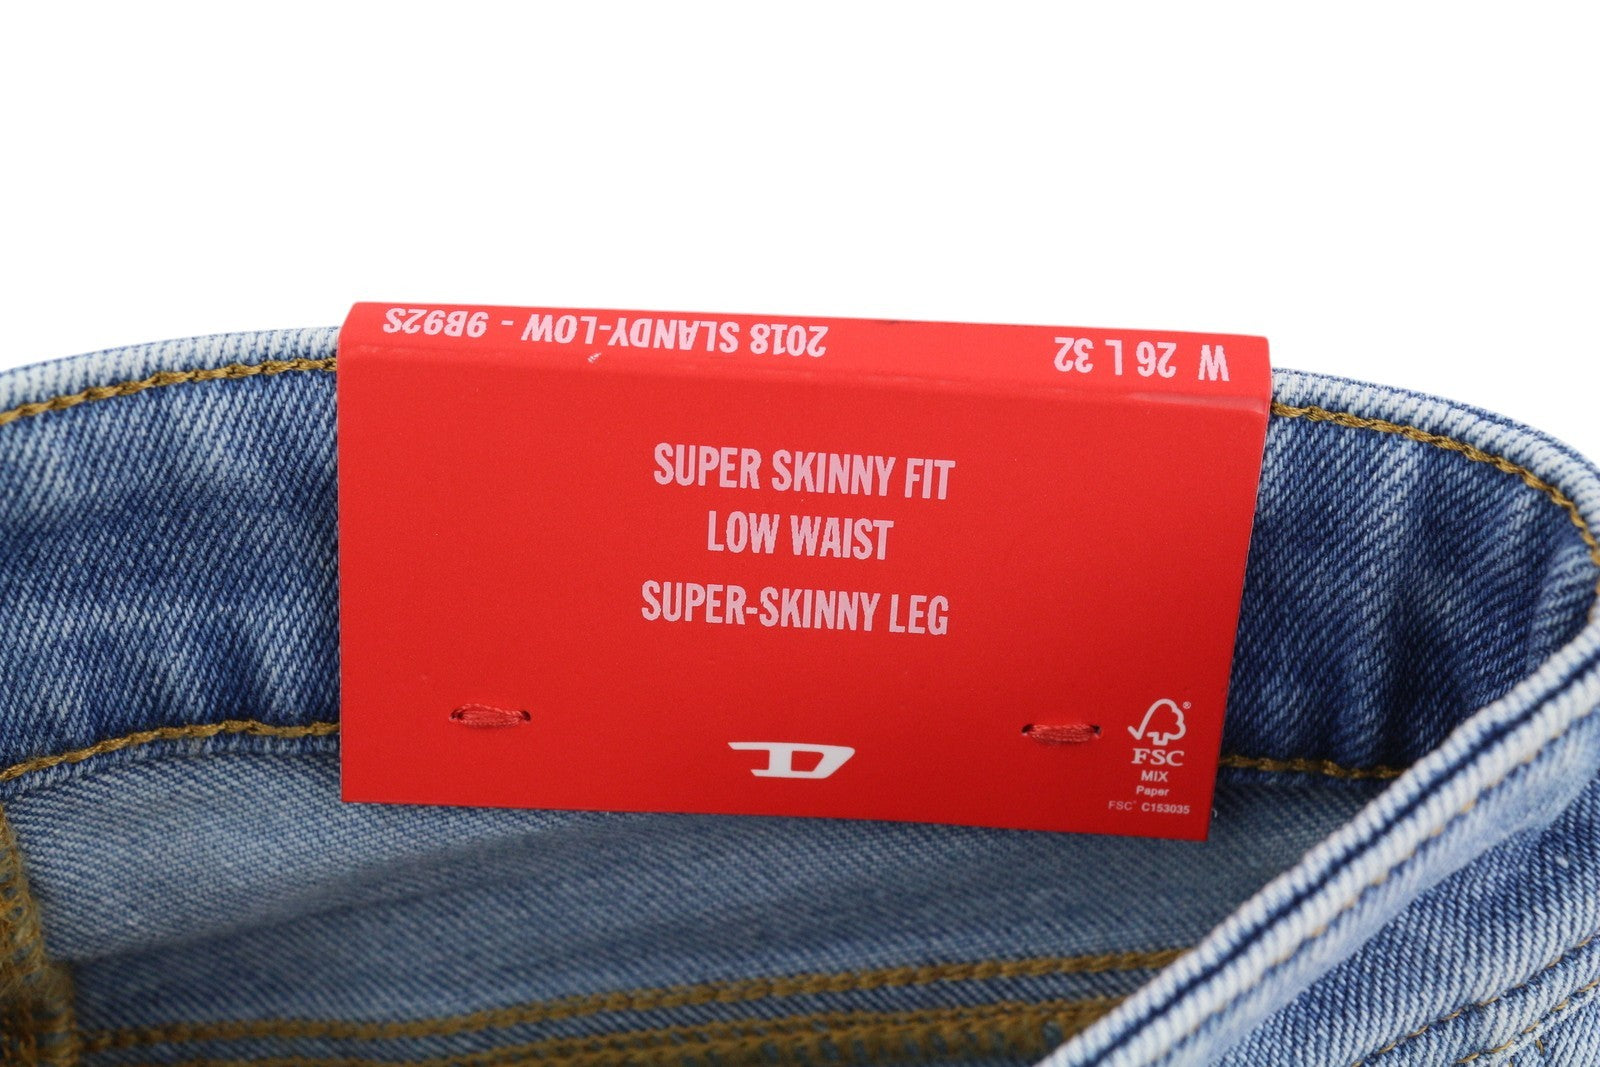 W 26 L 32 2018 SLANDY-LOW - 9B92S
SUPER SKINNY FIT
LOW WAIST
SUPER-SKINNY LEG
D
FSC®
MIX
Paper
FSC® C153035